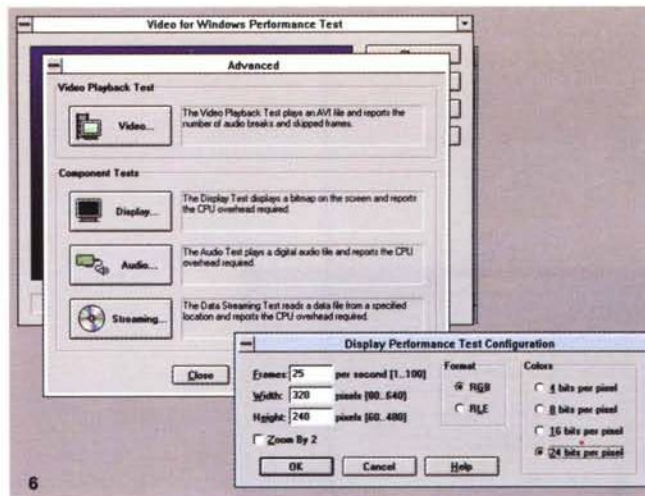 Video for Windows Performance Test
Advanced
Video Playback Test
Video...
The Video Playback Test plays an AVI file and reports the
number of audio breaks and skipped frames.
Component Tests
Display...
The Display Test displays a bitmap on the screen and reports
the CPU overhead required.
Audio...
The Audio Test plays a digital audio file and reports the CPU
overhead required.
Streaming...
The Data Streaming Test reads a data file from a specified
location and reports the CPU overhead required.
Close
Display Performance Test Configuration
Frames: 25 per second [1..100]
Width: 320 pixels [80..640]
Height: 240 pixels [60..480]
Zoom By 2
Format
RGB
RLE
Colors
4 bits per pixel
8 bits per pixel
16 bits per pixel
24 bits per pixel
OK
Cancel
Help
6